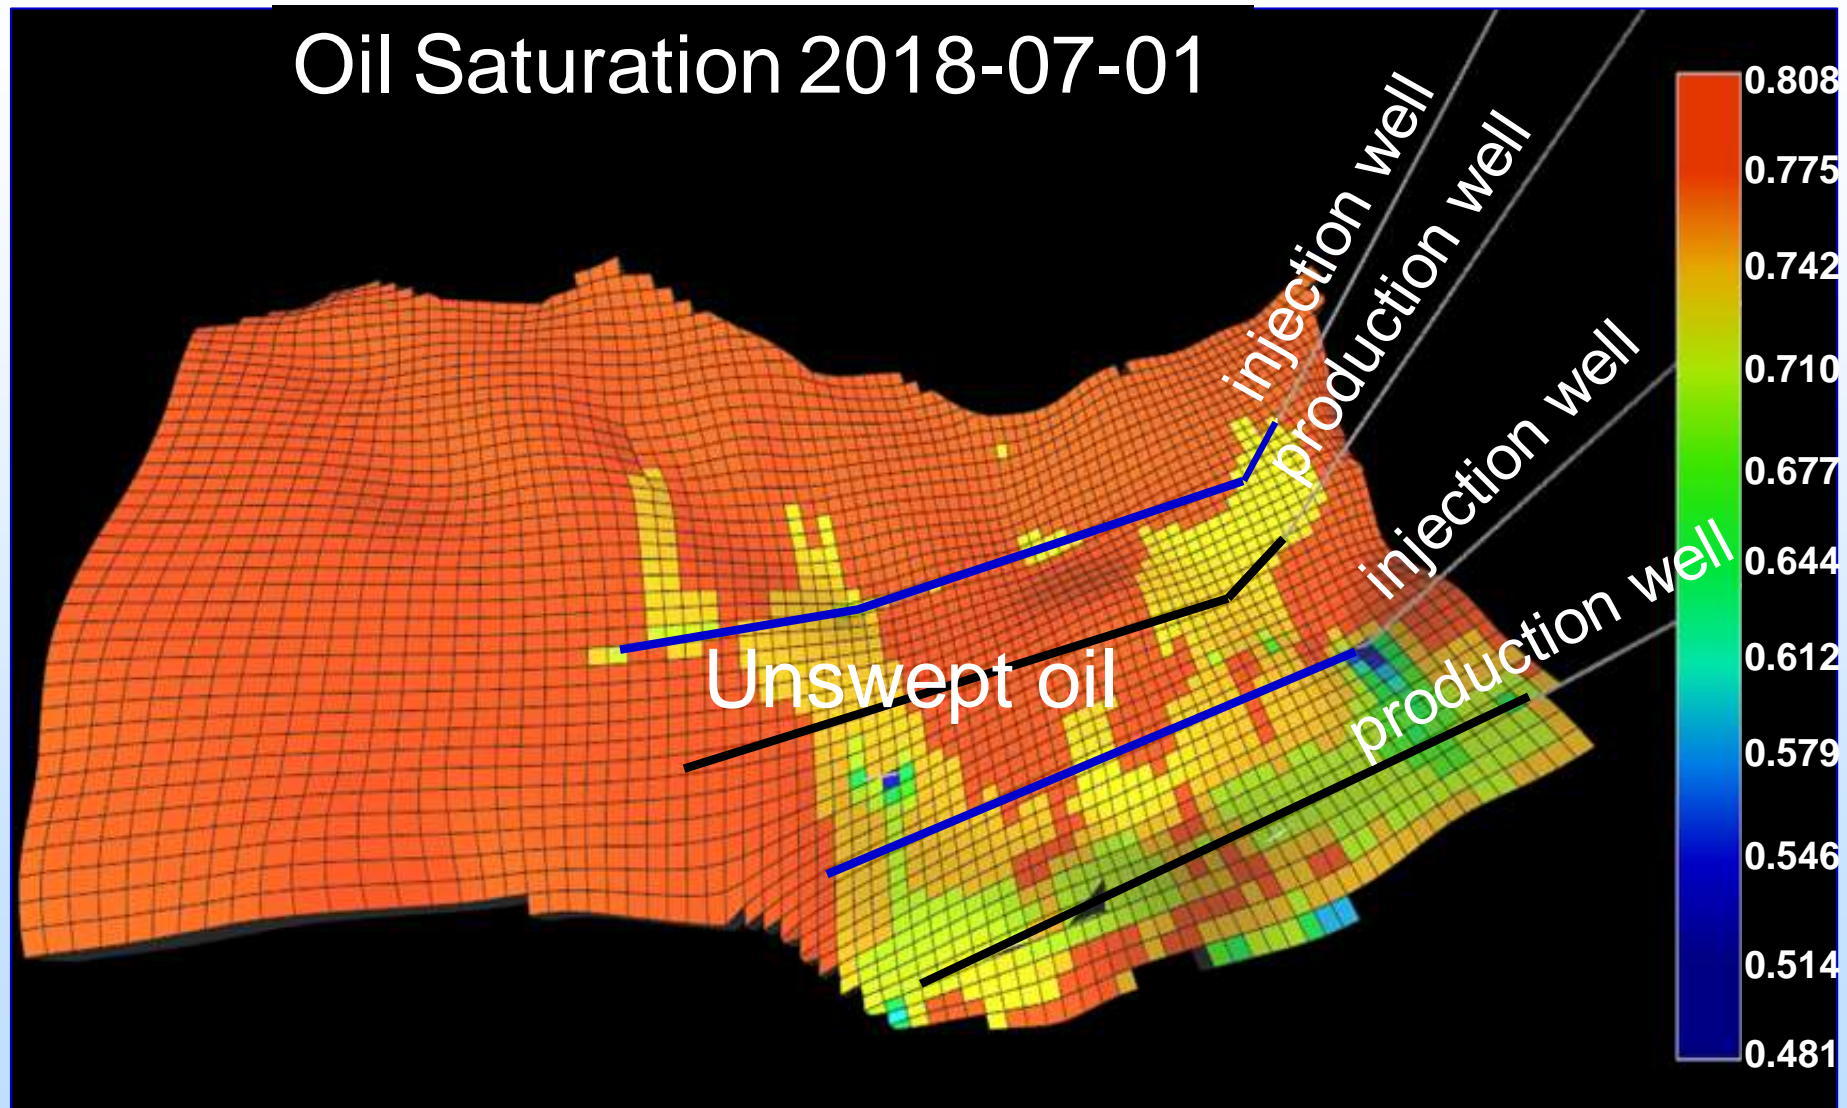 Oil Saturation 2018-07-01
injection well
production well
injection well
production well
Unswept oil
0.808
0.775
0.742
0.710
0.677
0.644
0.612
0.579
0.546
0.514
0.481